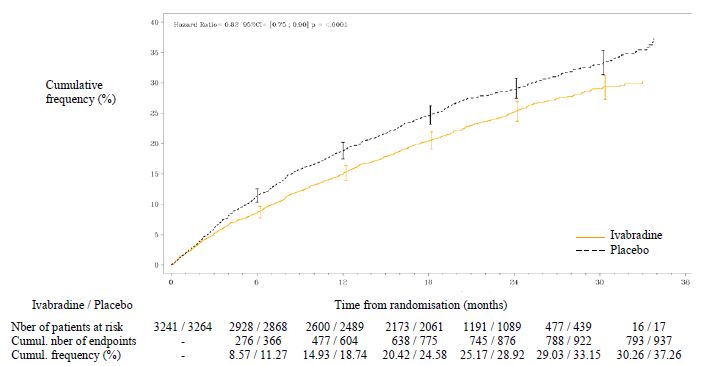 Hazard Ratio= 0.82 95%CI= [0.75 ; 0.90] p = <.0001
Cumulative
frequency (%)
40
35
30
25
20
15
10
5
0
Ivabradine
Placebo
0 6 12 18 24 30 36
Ivabradine / Placebo Time from randomisation (months)
Nber of patients at risk 3241 / 3264 2928 / 2868 2600 / 2489 2173 / 2061 1191 / 1089 477 / 439 16 / 17
Cumul. nber of endpoints - 276 / 366 477 / 604 638 / 775 745 / 876 788 / 922 793 / 937
Cumul. frequency (%) - 8.57 / 11.27 14.93 / 18.74 20.42 / 24.58 25.17 / 28.92 29.03 / 33.15 30.26 / 37.26